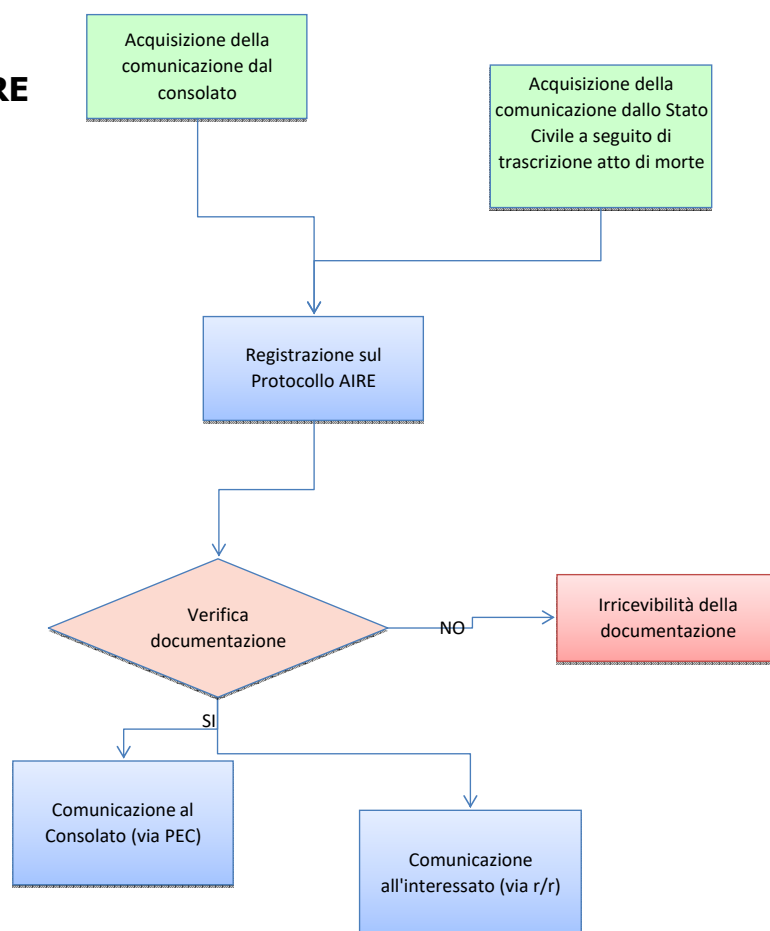 RE
Acquisizione della
comunicazione dal
consolato
Acquisizione della
comunicazione dallo Stato
Civile a seguito di
trascrizione atto di morte
Registrazione sul
Protocollo AIRE
Verifica
documentazione
NO
Irricevibilità della
documentazione
SI
Comunicazione al
Consolato (via PEC)
Comunicazione
all'interessato (via r/r)